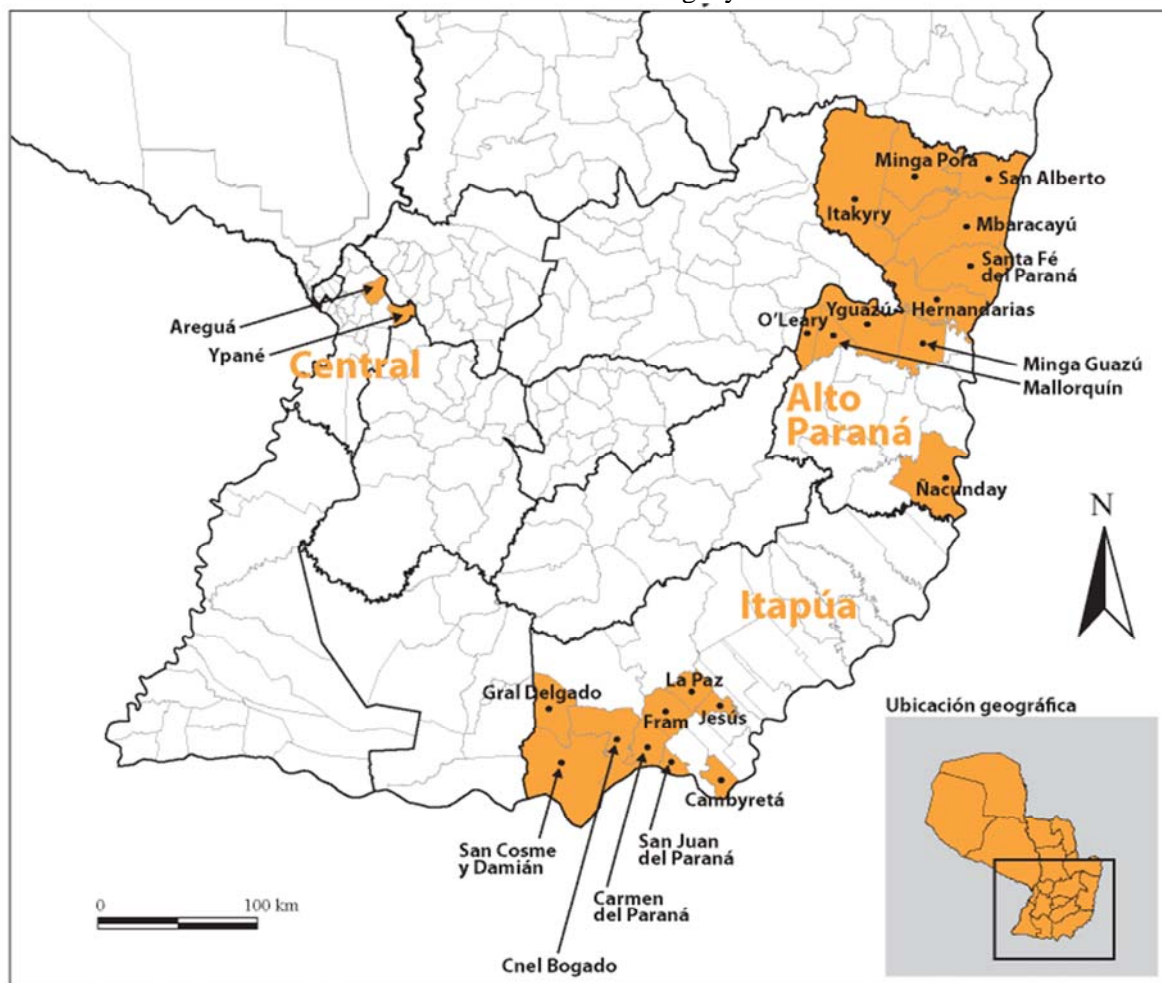 Minga Porá
San Alberto
Itakyry
Mbaracayú
Santa Fé
del Paraná
Areguá
Yguazú
Hernandarias
O'Leary
Ypané
Central
Minga Guazú
Mallorquín
Alto
Paraná
Ñacunday
N
Itapúa
La Paz
Gral Delgado
Fram
Jesús
Ubicación geográfica
Cambyretá
San Cosme
y Damián
San Juan
del Paraná
Carmen
del Paraná
0 100 km
Cnel Bogado